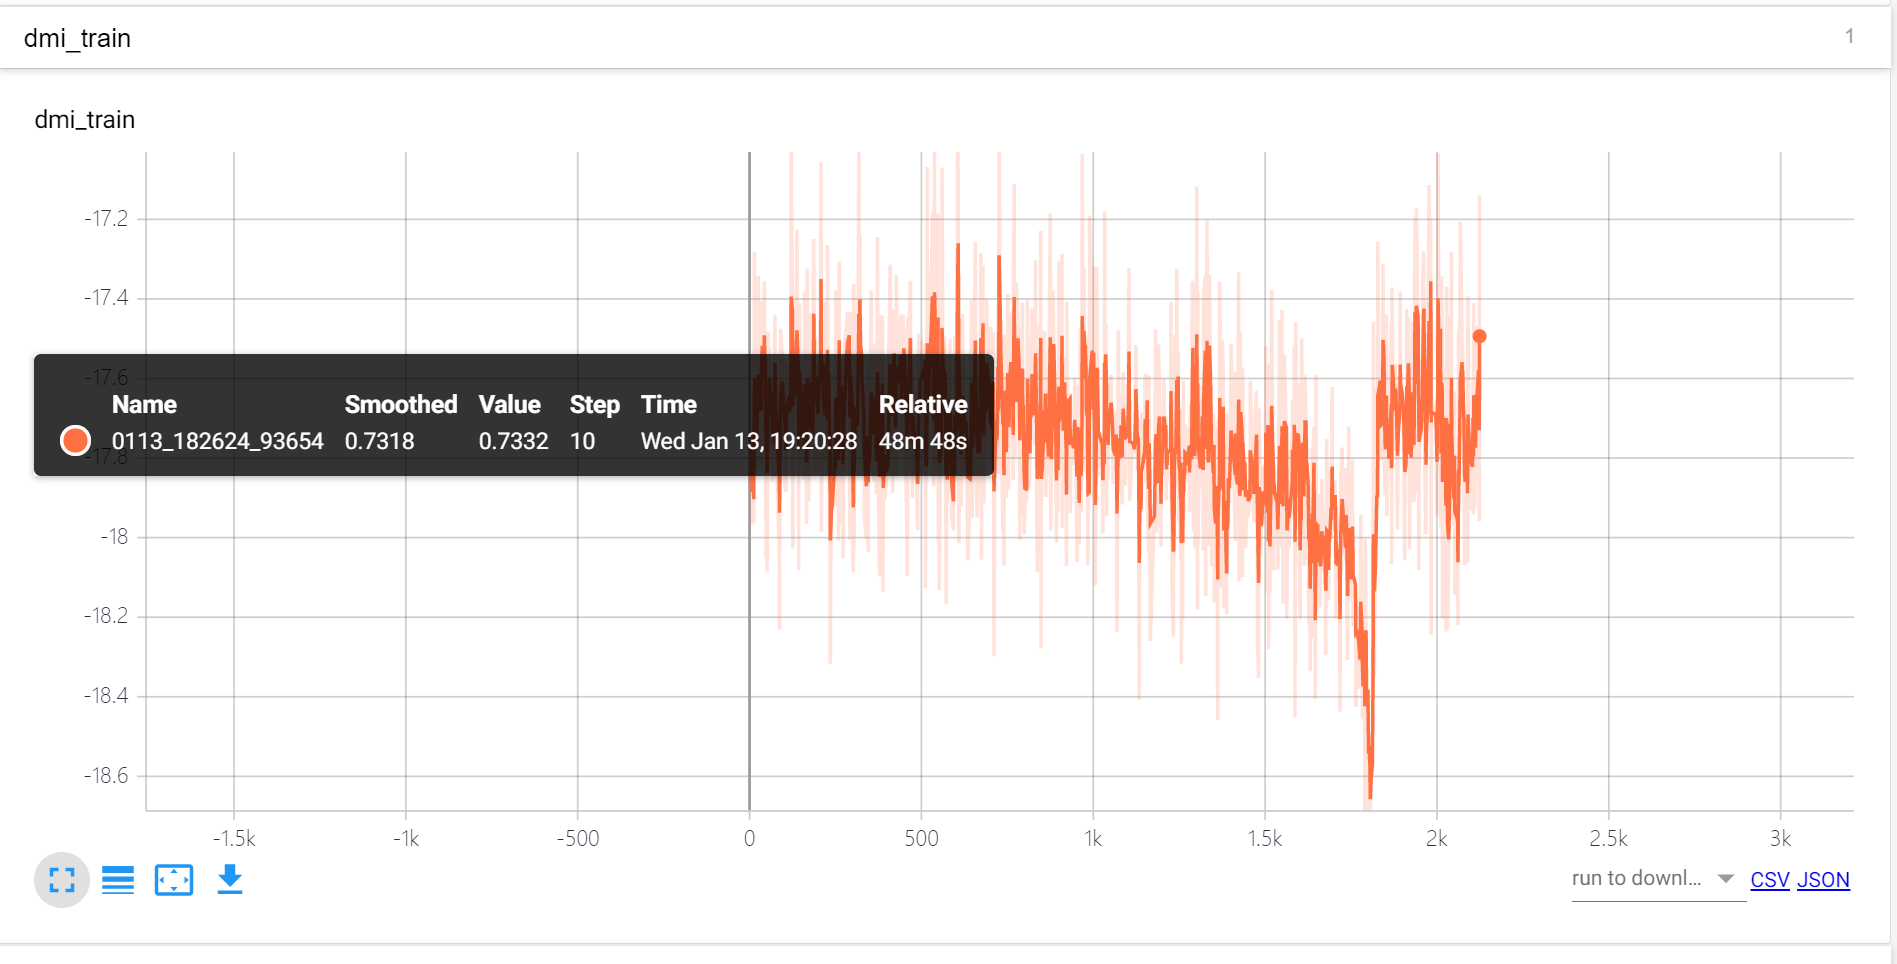 dmi_train 1
dmi_train
-17.2
-17.4
-17.6
Name Smoothed Value Step Time Relative
0113_182624_93654 0.7318 0.7332 10 Wed Jan 13, 19:20:28 48m 48s
-17.8
-18
-18.2
-18.4
-18.6
-1.5k -1k -500 0 500 1k 1.5k 2k 2.5k 3k
run to downl... CSV JSON